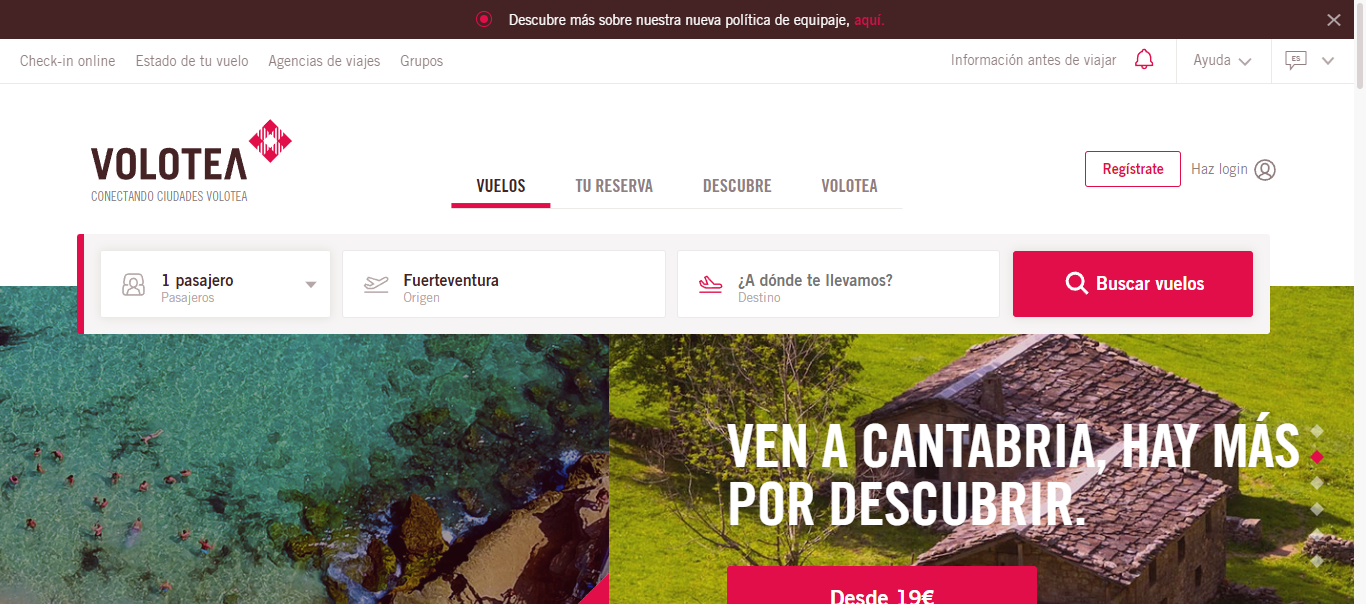 Descubre más sobre nuestra nueva política de equipaje, aquí.
Check-in online
Estado de tu vuelo
Agencias de viajes
Grupos
Información antes de viajar
Ayuda
ES
VOLOTEA
CONECTANDO CIUDADES VOLOTEA
VUELOS
TU RESERVA
DESCUBRE
VOLOTEA
Regístrate
Haz login
1 pasajero
Pasajeros
Fuerteventura
Origen
¿A dónde te llevamos?
Destino
Buscar vuelos
VEN A CANTABRIA, HAY MÁS
POR DESCUBRIR.
Desde 19€